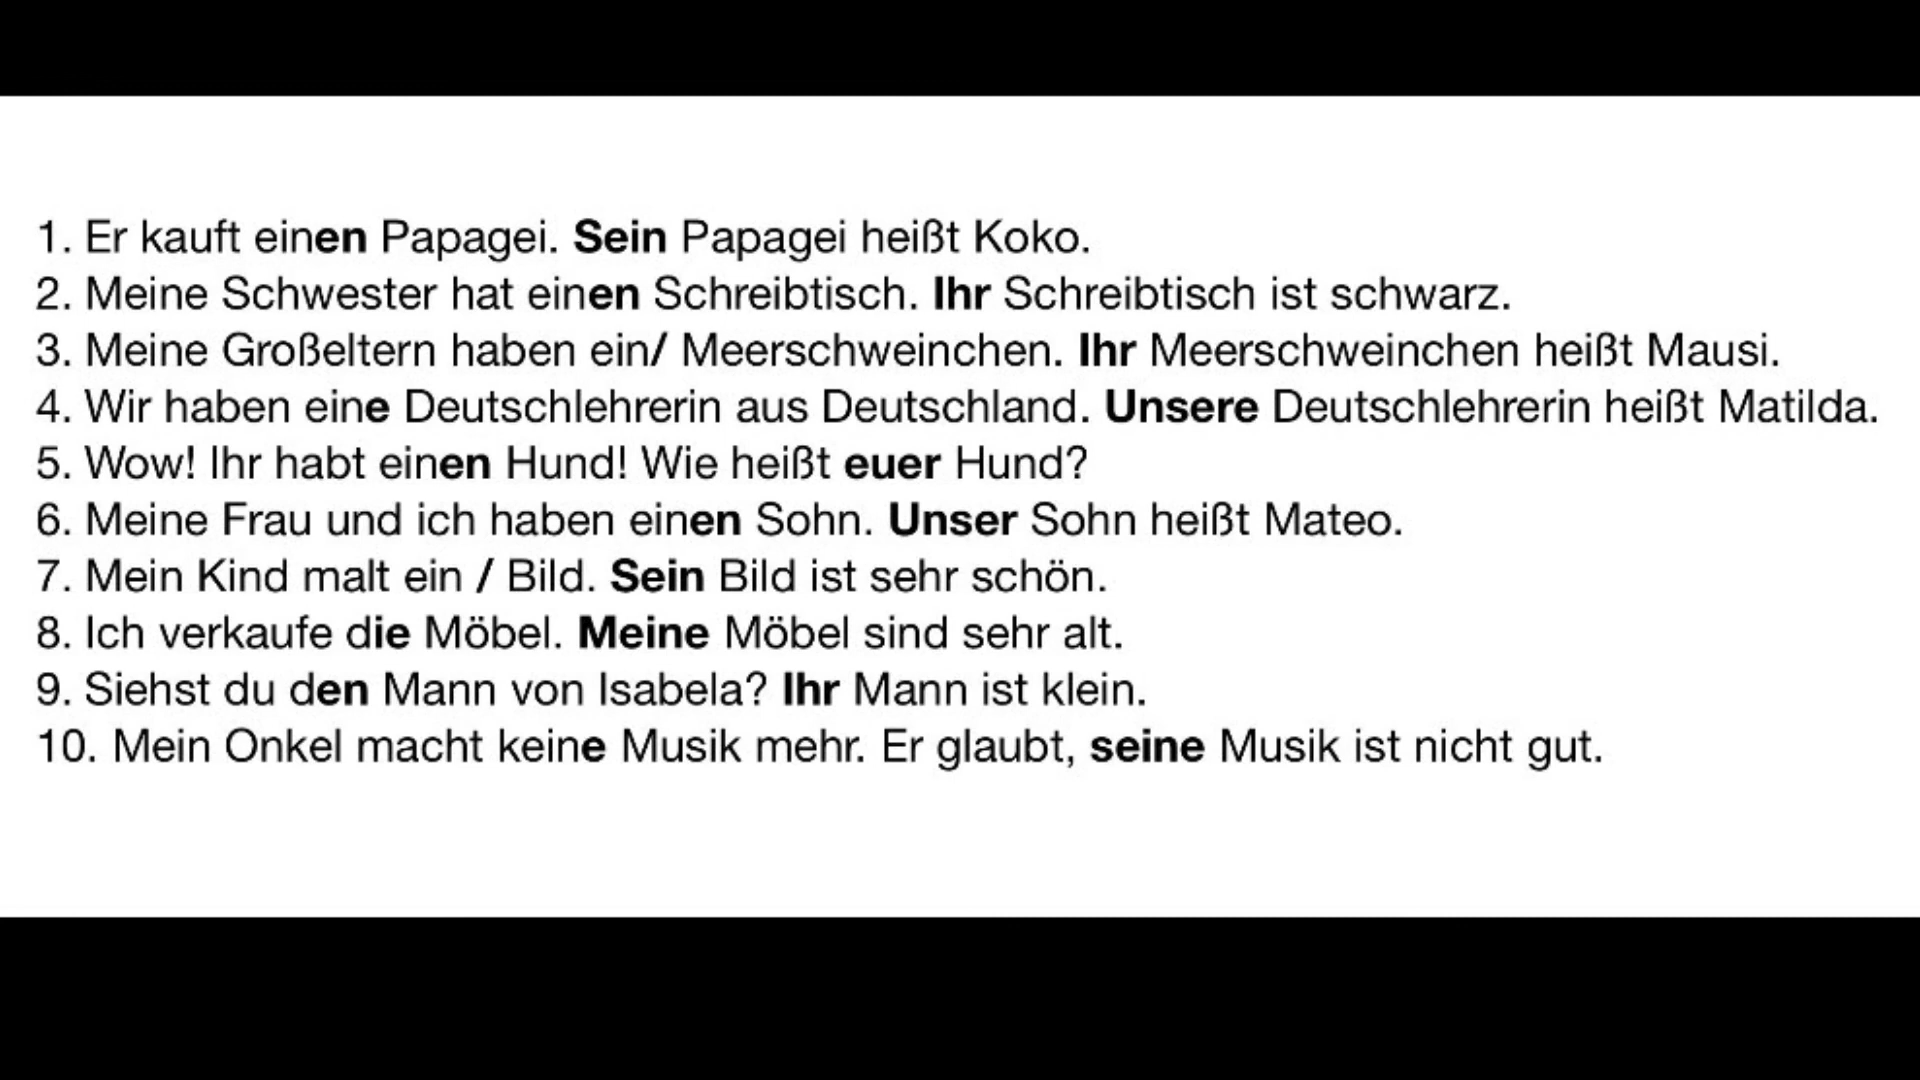 1. Er kauft einen Papagei. Sein Papagei heißt Koko.
2. Meine Schwester hat einen Schreibtisch. Ihr Schreibtisch ist schwarz.
3. Meine Großeltern haben ein/ Meerschweinchen. Ihr Meerschweinchen heißt Mausi.
4. Wir haben eine Deutschlehrerin aus Deutschland. Unsere Deutschlehrerin heißt Matilda.
5. Wow! Ihr habt einen Hund! Wie heißt euer Hund?
6. Meine Frau und ich haben einen Sohn. Unser Sohn heißt Mateo.
7. Mein Kind malt ein / Bild. Sein Bild ist sehr schön.
8. Ich verkaufe die Möbel. Meine Möbel sind sehr alt.
9. Siehst du den Mann von Isabela? Ihr Mann ist klein.
10. Mein Onkel macht keine Musik mehr. Er glaubt, seine Musik ist nicht gut.